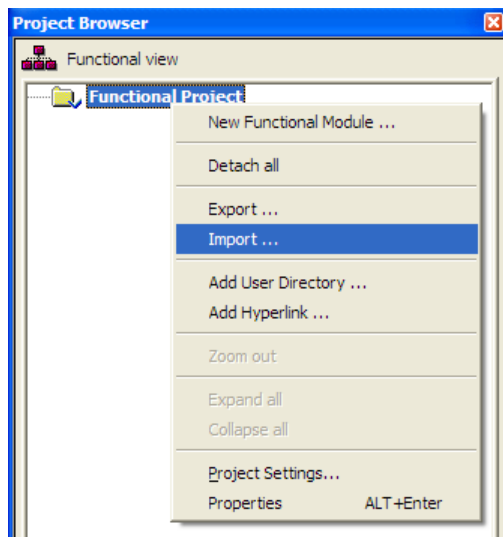 Project Browser
Functional view
Functional Project
New Functional Module ...
Detach all
Export ...
Import ...
Add User Directory ...
Add Hyperlink ...
Zoom out
Expand all
Collapse all
Project Settings...
Properties ALT+Enter